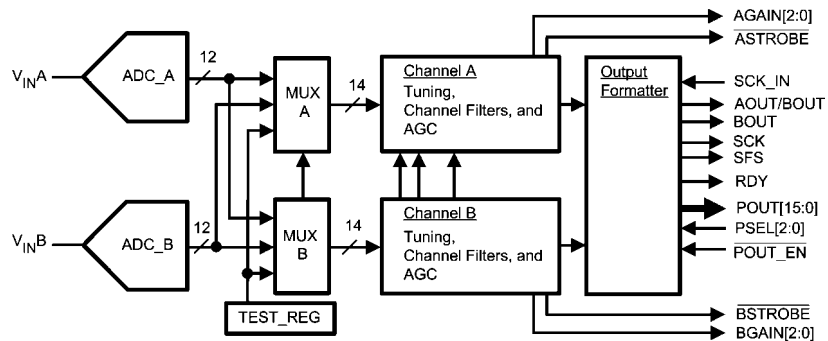 AGAIN[2:0]
ASTROBE
V_IN A
ADC_A
12
MUX
A
14
Channel A
Tuning,
Channel Filters, and
AGC
Output
Formatter
SCK_IN
AOUT/BOUT
BOUT
SCK
SFS
RDY
POUT[15:0]
PSEL[2:0]
POUT_EN
V_IN B
ADC_B
12
MUX
B
14
Channel B
Tuning,
Channel Filters, and
AGC
TEST_REG
BSTROBE
BGAIN[2:0]